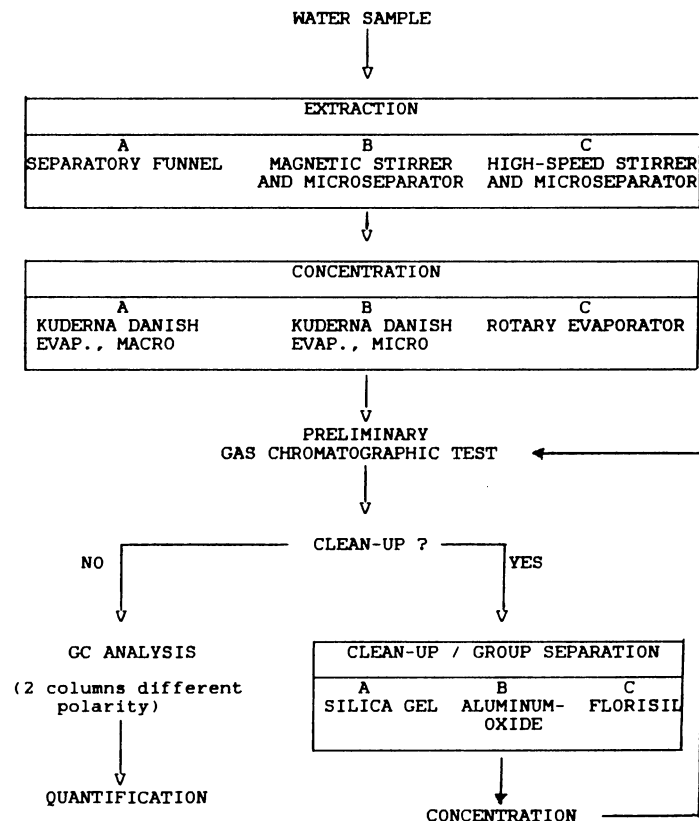 WATER SAMPLE
EXTRACTION
A B C
SEPARATORY FUNNEL MAGNETIC STIRRER HIGH-SPEED STIRRER
AND MICROSEPARATOR AND MICROSEPARATOR
CONCENTRATION
A B C
KUDERNA DANISH KUDERNA DANISH ROTARY EVAPORATOR
EVAP., MACRO EVAP., MICRO
PRELIMINARY
GAS CHROMATOGRAPHIC TEST
CLEAN-UP ?
NO YES
GC ANALYSIS CLEAN-UP / GROUP SEPARATION
(2 columns different A B C
polarity) SILICA GEL ALUMINUM- FLORISIL
OXIDE
QUANTIFICATION
CONCENTRATION